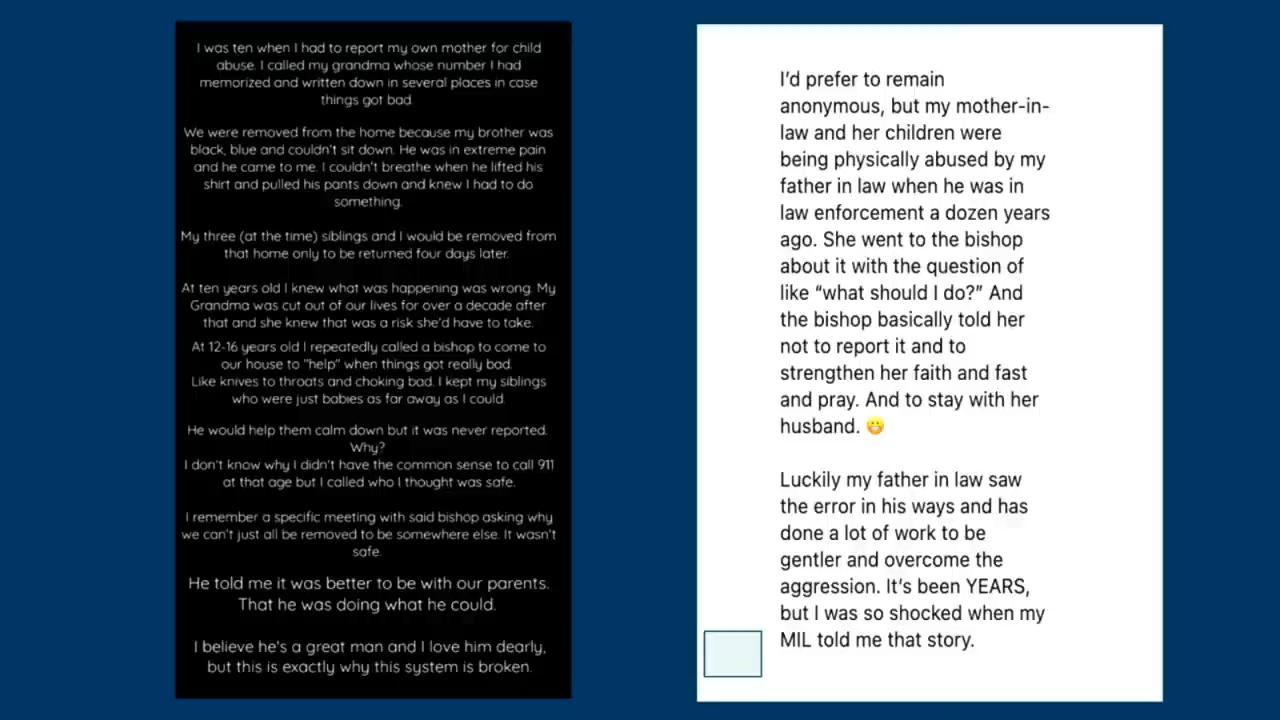 I was ten when I had to report my own mother for child
abuse. I called my grandma whose number I had
memorized and written down in several places in case
things got bad.
We were removed from the home because my brother was
black, blue and couldn't sit down. He was in extreme pain
and he came to me. I couldn't breathe when he lifted his
shirt and pulled his pants down and knew I had to do
something.
My three (at the time) siblings and I would be removed from
that home only to be returned four days later.
At ten years old I knew what was happening was wrong. My
Grandma was cut out of our lives for over a decade after
that and she knew that was a risk she'd have to take.
At 12-16 years old I repeatedly called a bishop to come to
our house to "help" when things got really bad.
Like knives to throats and choking bad. I kept my siblings
who were just babies as far away as I could.
He would help them calm down but it was never reported.
Why?
I don't know why I didn't have the common sense to call 911
at that age but I called who I thought was safe.
I remember a specific meeting with said bishop asking why
we can't just all be removed to be somewhere else. It wasn't
safe.
He told me it was better to be with our parents.
That he was doing what he could.
I believe he's a great man and I love him dearly,
but this is exactly why this system is broken.
I'd prefer to remain
anonymous, but my mother-in-
law and her children were
being physically abused by my
father in law when he was in
law enforcement a dozen years
ago. She went to the bishop
about it with the question of
like “what should I do?” And
the bishop basically told her
not to report it and to
strengthen her faith and fast
and pray. And to stay with her
husband. 😬
Luckily my father in law saw
the error in his ways and has
done a lot of work to be
gentler and overcome the
aggression. It's been YEARS,
but I was so shocked when my
MIL told me that story.